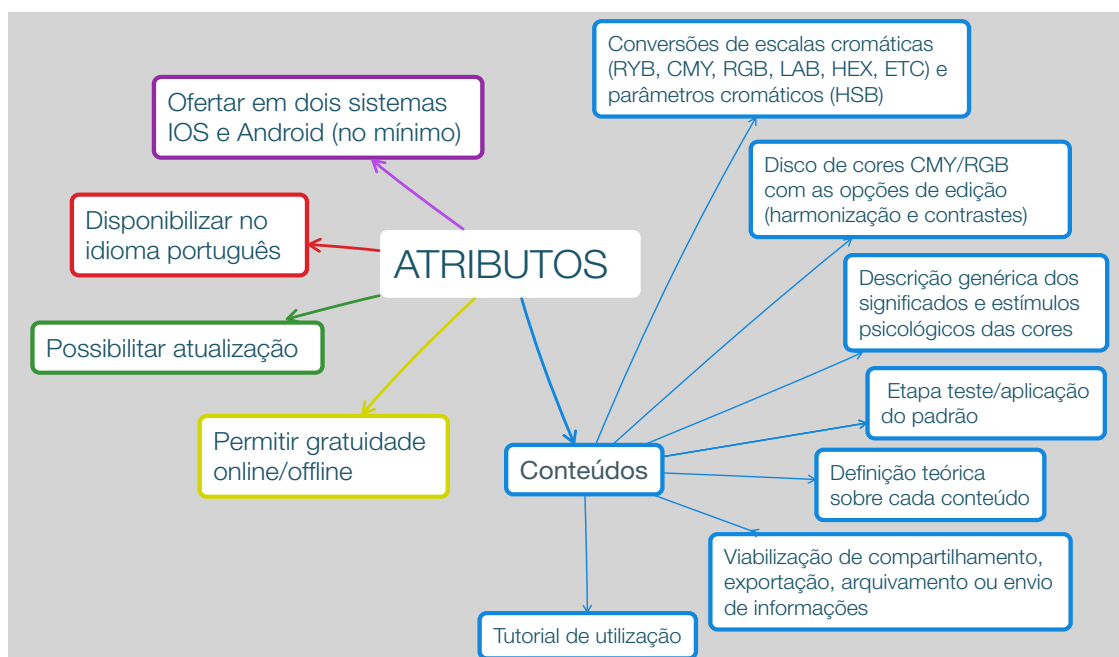 Conversões de escalas cromáticas
(RYB, CMY, RGB, LAB, HEX, ETC) e
parâmetros cromáticos (HSB)
Ofertar em dois sistemas
IOS e Android (no mínimo)
Disco de cores CMY/RGB
com as opções de edição
(harmonização e contrastes)
Disponibilizar no
idioma português
ATRIBUTOS
Descrição genérica dos
significados e estímulos
psicológicos das cores
Possibilitar atualização
Etapa teste/aplicação
do padrão
Permitir gratuidade
online/offline
Conteúdos
Definição teórica
sobre cada conteúdo
Viabilização de compartilhamento,
exportação, arquivamento ou envio
de informações
Tutorial de utilização